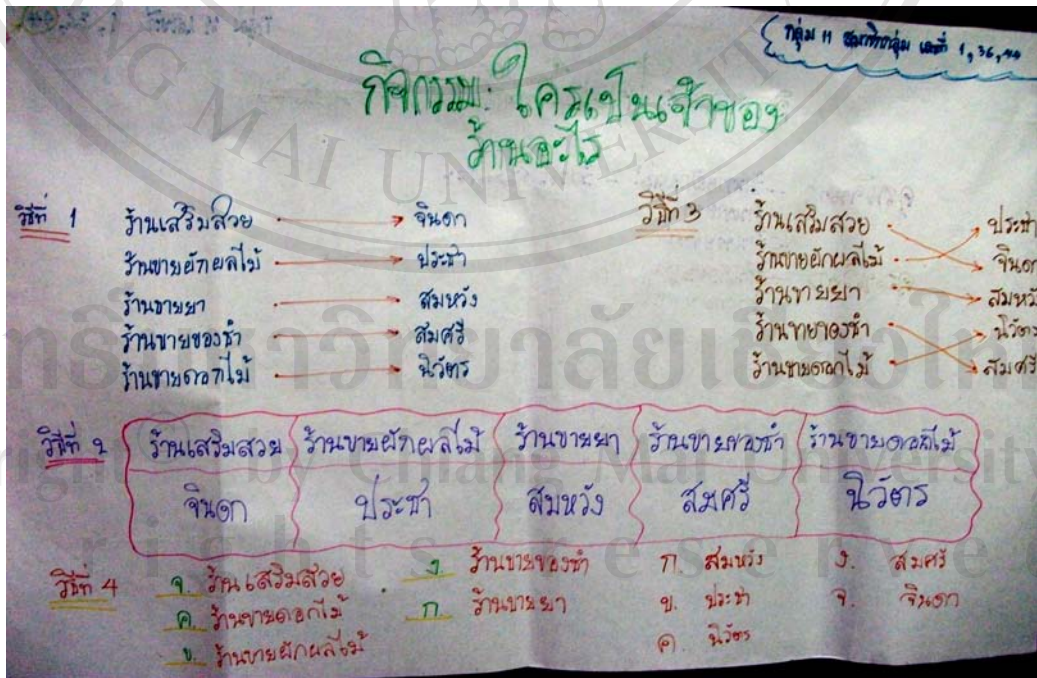 กลุ่ม 11 สมาชิกกลุ่ม เลขที่ 1, 36, 44
กิจกรรม: ใครเป็นเจ้าของ
ร้านอะไร
วิธีที่ 1
ร้านเสริมสวย จินดา
ร้านขายผักผลไม้ ประชา
ร้านขายยา สมหวัง
ร้านขายของชำ สมศรี
ร้านขายดอกไม้ นิวัตร
วิธีที่ 3
ร้านเสริมสวย ประชา
ร้านขายผักผลไม้ จินดา
ร้านขายยา สมหวัง
ร้านขายของชำ นิวัตร
ร้านขายดอกไม้ สมศรี
วิธีที่ 2
ร้านเสริมสวย ร้านขายผักผลไม้ ร้านขายยา ร้านขายของชำ ร้านขายดอกไม้
จินดา ประชา สมหวัง สมศรี นิวัตร
วิธีที่ 4
จ. ร้านเสริมสวย ง ร้านขายของชำ ก. สมหวัง ง. สมศรี
ค. ร้านขายดอกไม้ ก ร้านขายยา ข. ประชา จ. จินดา
ข. ร้านขายผักผลไม้ ค. นิวัตร